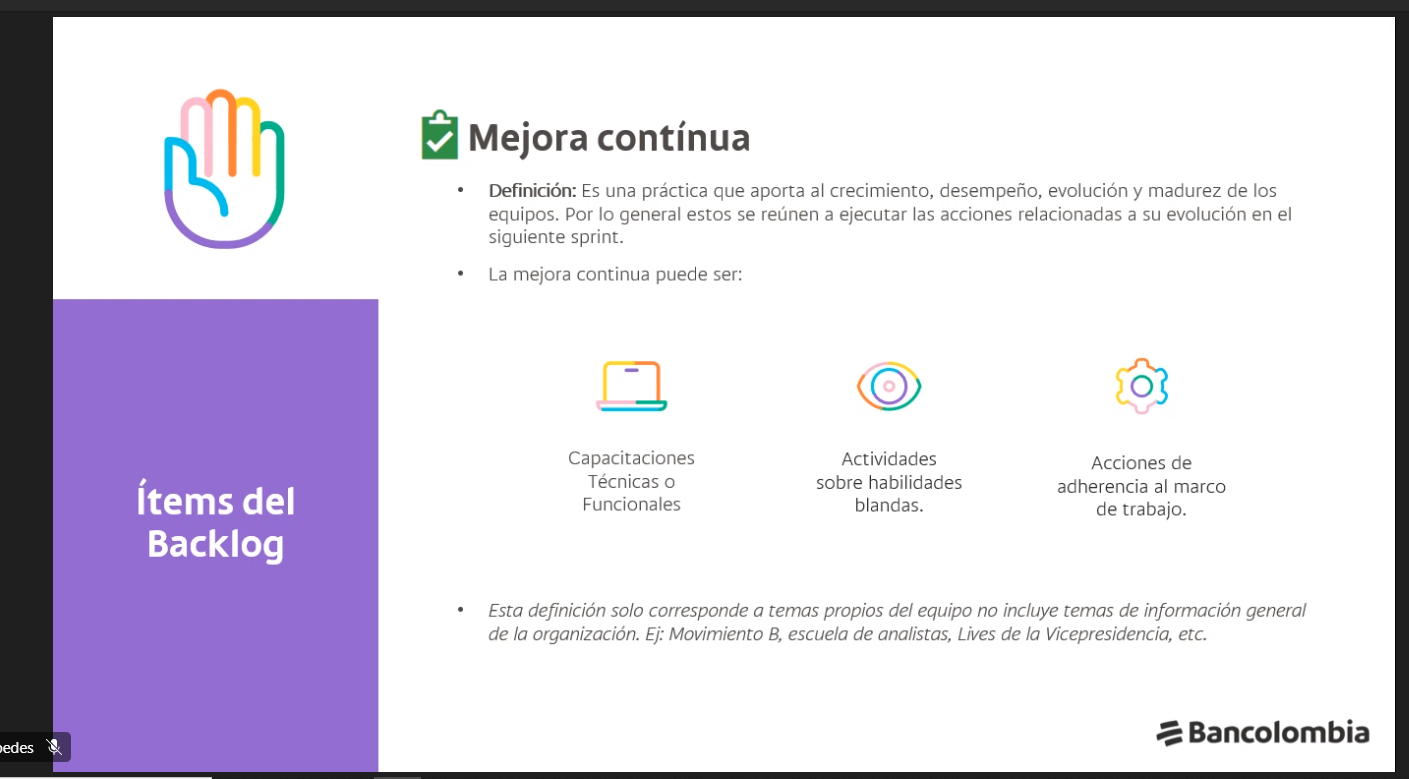 Mejora contínua
• Definición: Es una práctica que aporta al crecimiento, desempeño, evolución y madurez de los
equipos. Por lo general estos se reúnen a ejecutar las acciones relacionadas a su evolución en el
siguiente sprint.
• La mejora continua puede ser:
Capacitaciones
Técnicas o
Funcionales
Actividades
sobre habilidades
blandas.
Acciones de
adherencia al marco
de trabajo.
Ítems del
Backlog
• Esta definición solo corresponde a temas propios del equipo no incluye temas de información general
de la organización. Ej: Movimiento B, escuela de analistas, Lives de la Vicepresidencia, etc.
Bancolombia